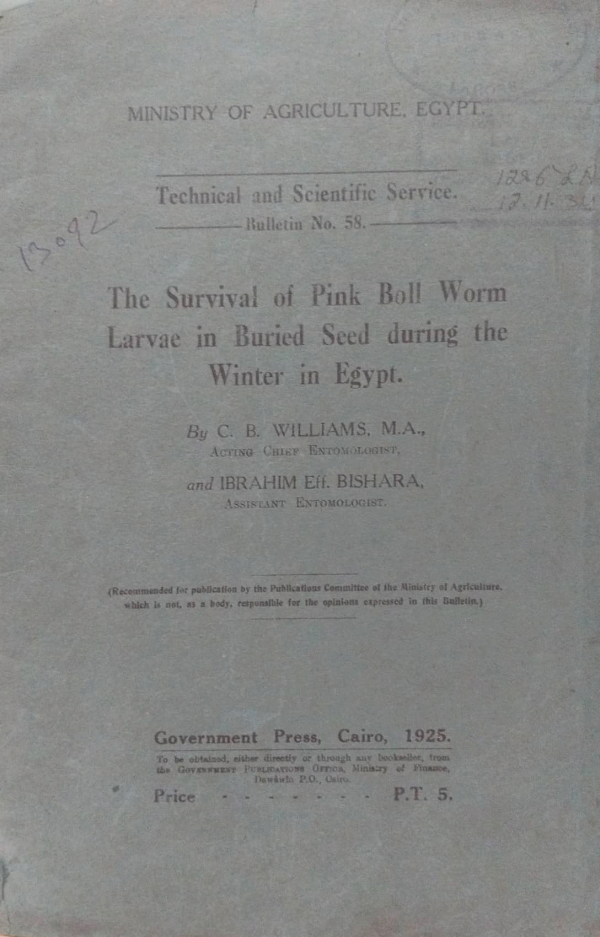 MINISTRY OF AGRICULTURE, EGYPT.
Technical and Scientific Service.
Bulletin No. 58.
13092
The Survival of Pink Boll Worm
Larvae in Buried Seed during the
Winter in Egypt.
By C. B. WILLIAMS, M.A.,
ACTING CHIEF ENTOMOLOGIST,
and IBRAHIM Eff. BISHARA,
ASSISTANT ENTOMOLOGIST.
(Recommended for publication by the Publications Committee of the Ministry of Agriculture,
which is not, as a body, responsible for the opinions expressed in this Bulletin.)
Government Press, Cairo, 1925.
To be obtained, either directly or through any bookseller, from
the GOVERNMENT PUBLICATIONS OFFICE, Ministry of Finance,
Dawâwîn P.O., Cairo.
Price - - - - - - - P.T. 5.